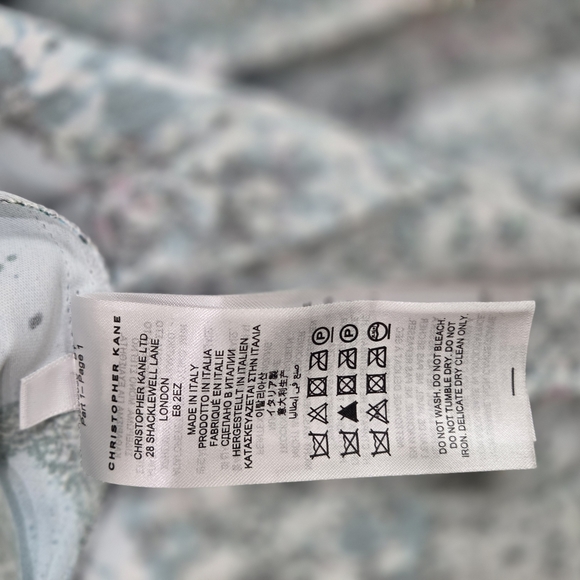 Part 1 - Page 1
CHRISTOPHER KANE
CHRISTOPHER KANE LTD
28 SHACKLEWELL LANE
LONDON
E8 2EZ
MADE IN ITALY
PRODOTTO IN ITALIA
FABRIQUÉ EN ITALIE
СДЕЛАНО В ИТАЛИИ
HERGESTELLT IN ITALIEN
ΚΑΤΑΣΚΕΥΑΖΕΤΑΙ ΣΤΗΝ ΙΤΑΛΙΑ
이탈리아산
イタリア製
意大利生产
صنع في إيطاليا
P
P
DO NOT WASH. DO NOT BLEACH.
DO NOT TUMBLE DRY. DO NOT
IRON. DELICATE DRY CLEAN ONLY.